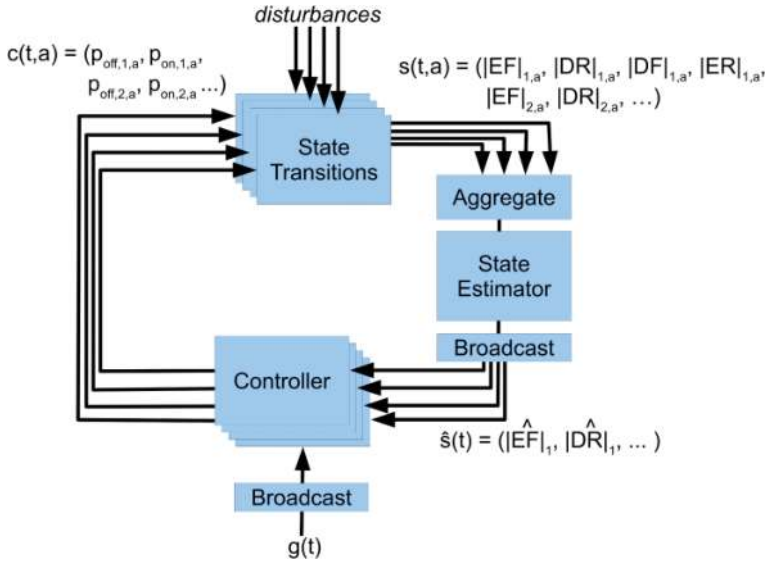 disturbances
c(t,a) = (p_off,1,a, p_on,1,a,
p_off,2,a, p_on,2,a ...)
s(t,a) = (|EF|_1,a, |DR|_1,a, |DF|_1,a, |ER|_1,a,
|EF|_2,a, |DR|_2,a, ...)
State
Transitions
Aggregate
State
Estimator
Broadcast
Controller
ŝ(t) = (|EF̂|_1, |DR̂|_1, ... )
Broadcast
g(t)